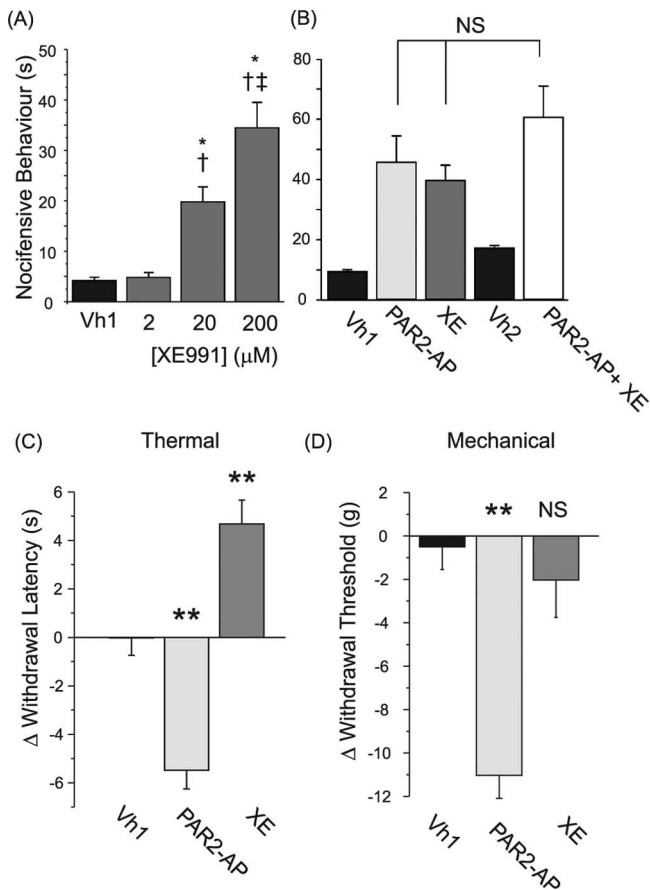 (A)
Nocifensive Behaviour (s)
50
40
30
20
10
0
*
†
*
†‡
Vh1
2
20
200
[XE991] (μM)
(B)
NS
80
60
40
20
0
Vh1
PAR2-AP
XE
Vh2
PAR2-AP+ XE
(C)
Thermal
Δ Withdrawal Latency (s)
6
4
2
0
-2
-4
-6
**
**
Vh1
PAR2-AP
XE
(D)
Mechanical
Δ Withdrawal Threshold (g)
2
0
-2
-4
-6
-8
-10
-12
**
NS
Vh1
PAR2-AP
XE